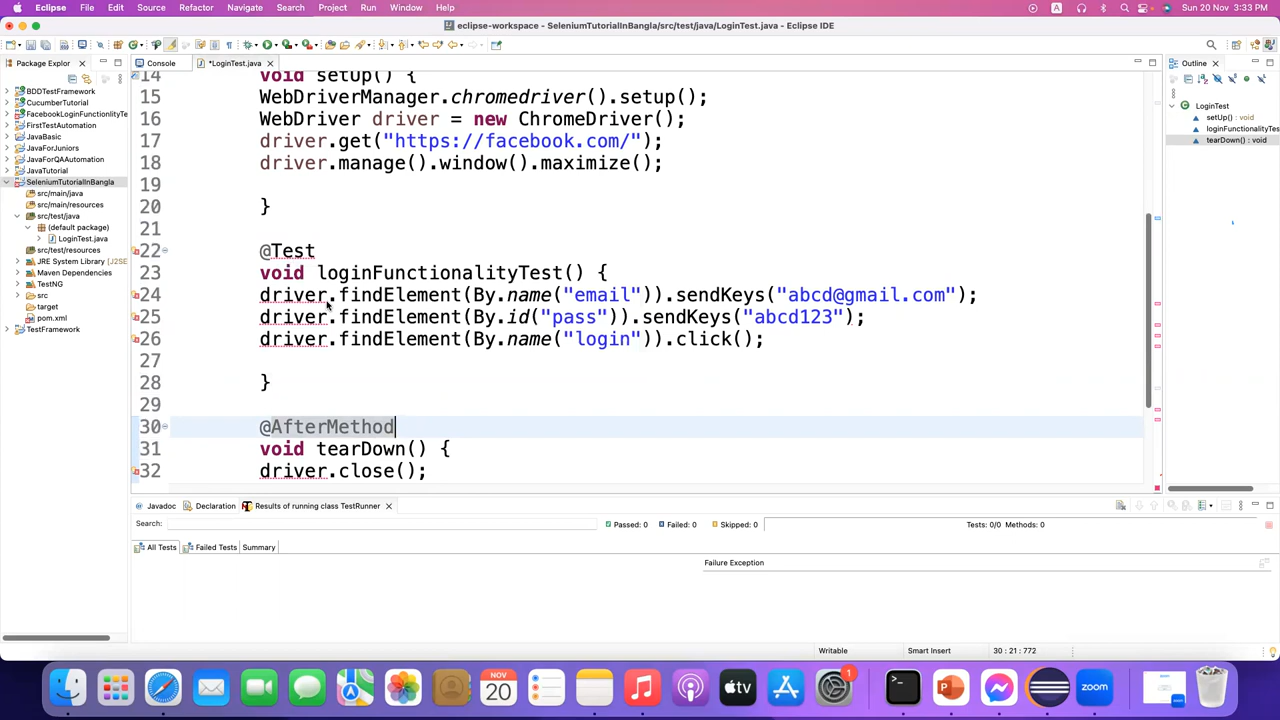 Eclipse File Edit Source Refactor Navigate Search Project Run Window Help Sun 20 Nov 3:33 PM
eclipse-workspace - SeleniumTutorialInBangla/src/test/java/LoginTest.java - Eclipse IDE
Package Explor
Console
*LoginTest.java
Outline
BDDTestFramework
CucumberTutorial
FacebookLoginFunctionlityTe
FirstTestAutomation
JavaBasic
JavaForJuniors
JavaForQAAutomation
JavaTutorial
SeleniumTutorialInBangla
src/main/java
src/main/resources
src/test/java
(default package)
LoginTest.java
src/test/resources
JRE System Library [J2SE
Maven Dependencies
TestNG
src
target
pom.xml
TestFramework
14 void setUp() {
15 WebDriverManager.chromedriver().setup();
16 WebDriver driver = new ChromeDriver();
17 driver.get("https://facebook.com/");
18 driver.manage().window().maximize();
19
20 }
21
22 @Test
23 void loginFunctionalityTest() {
24 driver.findElement(By.name("email")).sendKeys("abcd@gmail.com");
25 driver.findElement(By.id("pass")).sendKeys("abcd123");
26 driver.findElement(By.name("login")).click();
27
28 }
29
30 @AfterMethod
31 void tearDown() {
32 driver.close();
LoginTest
setUp() : void
loginFunctionalityTes
tearDown() : void
Javadoc Declaration Results of running class TestRunner
Search: Passed: 0 Failed: 0 Skipped: 0 Tests: 0/0 Methods: 0
All Tests Failed Tests Summary
Failure Exception
Writable Smart Insert 30 : 21 : 772
NOV
20
tv
1
>_
P
zoom